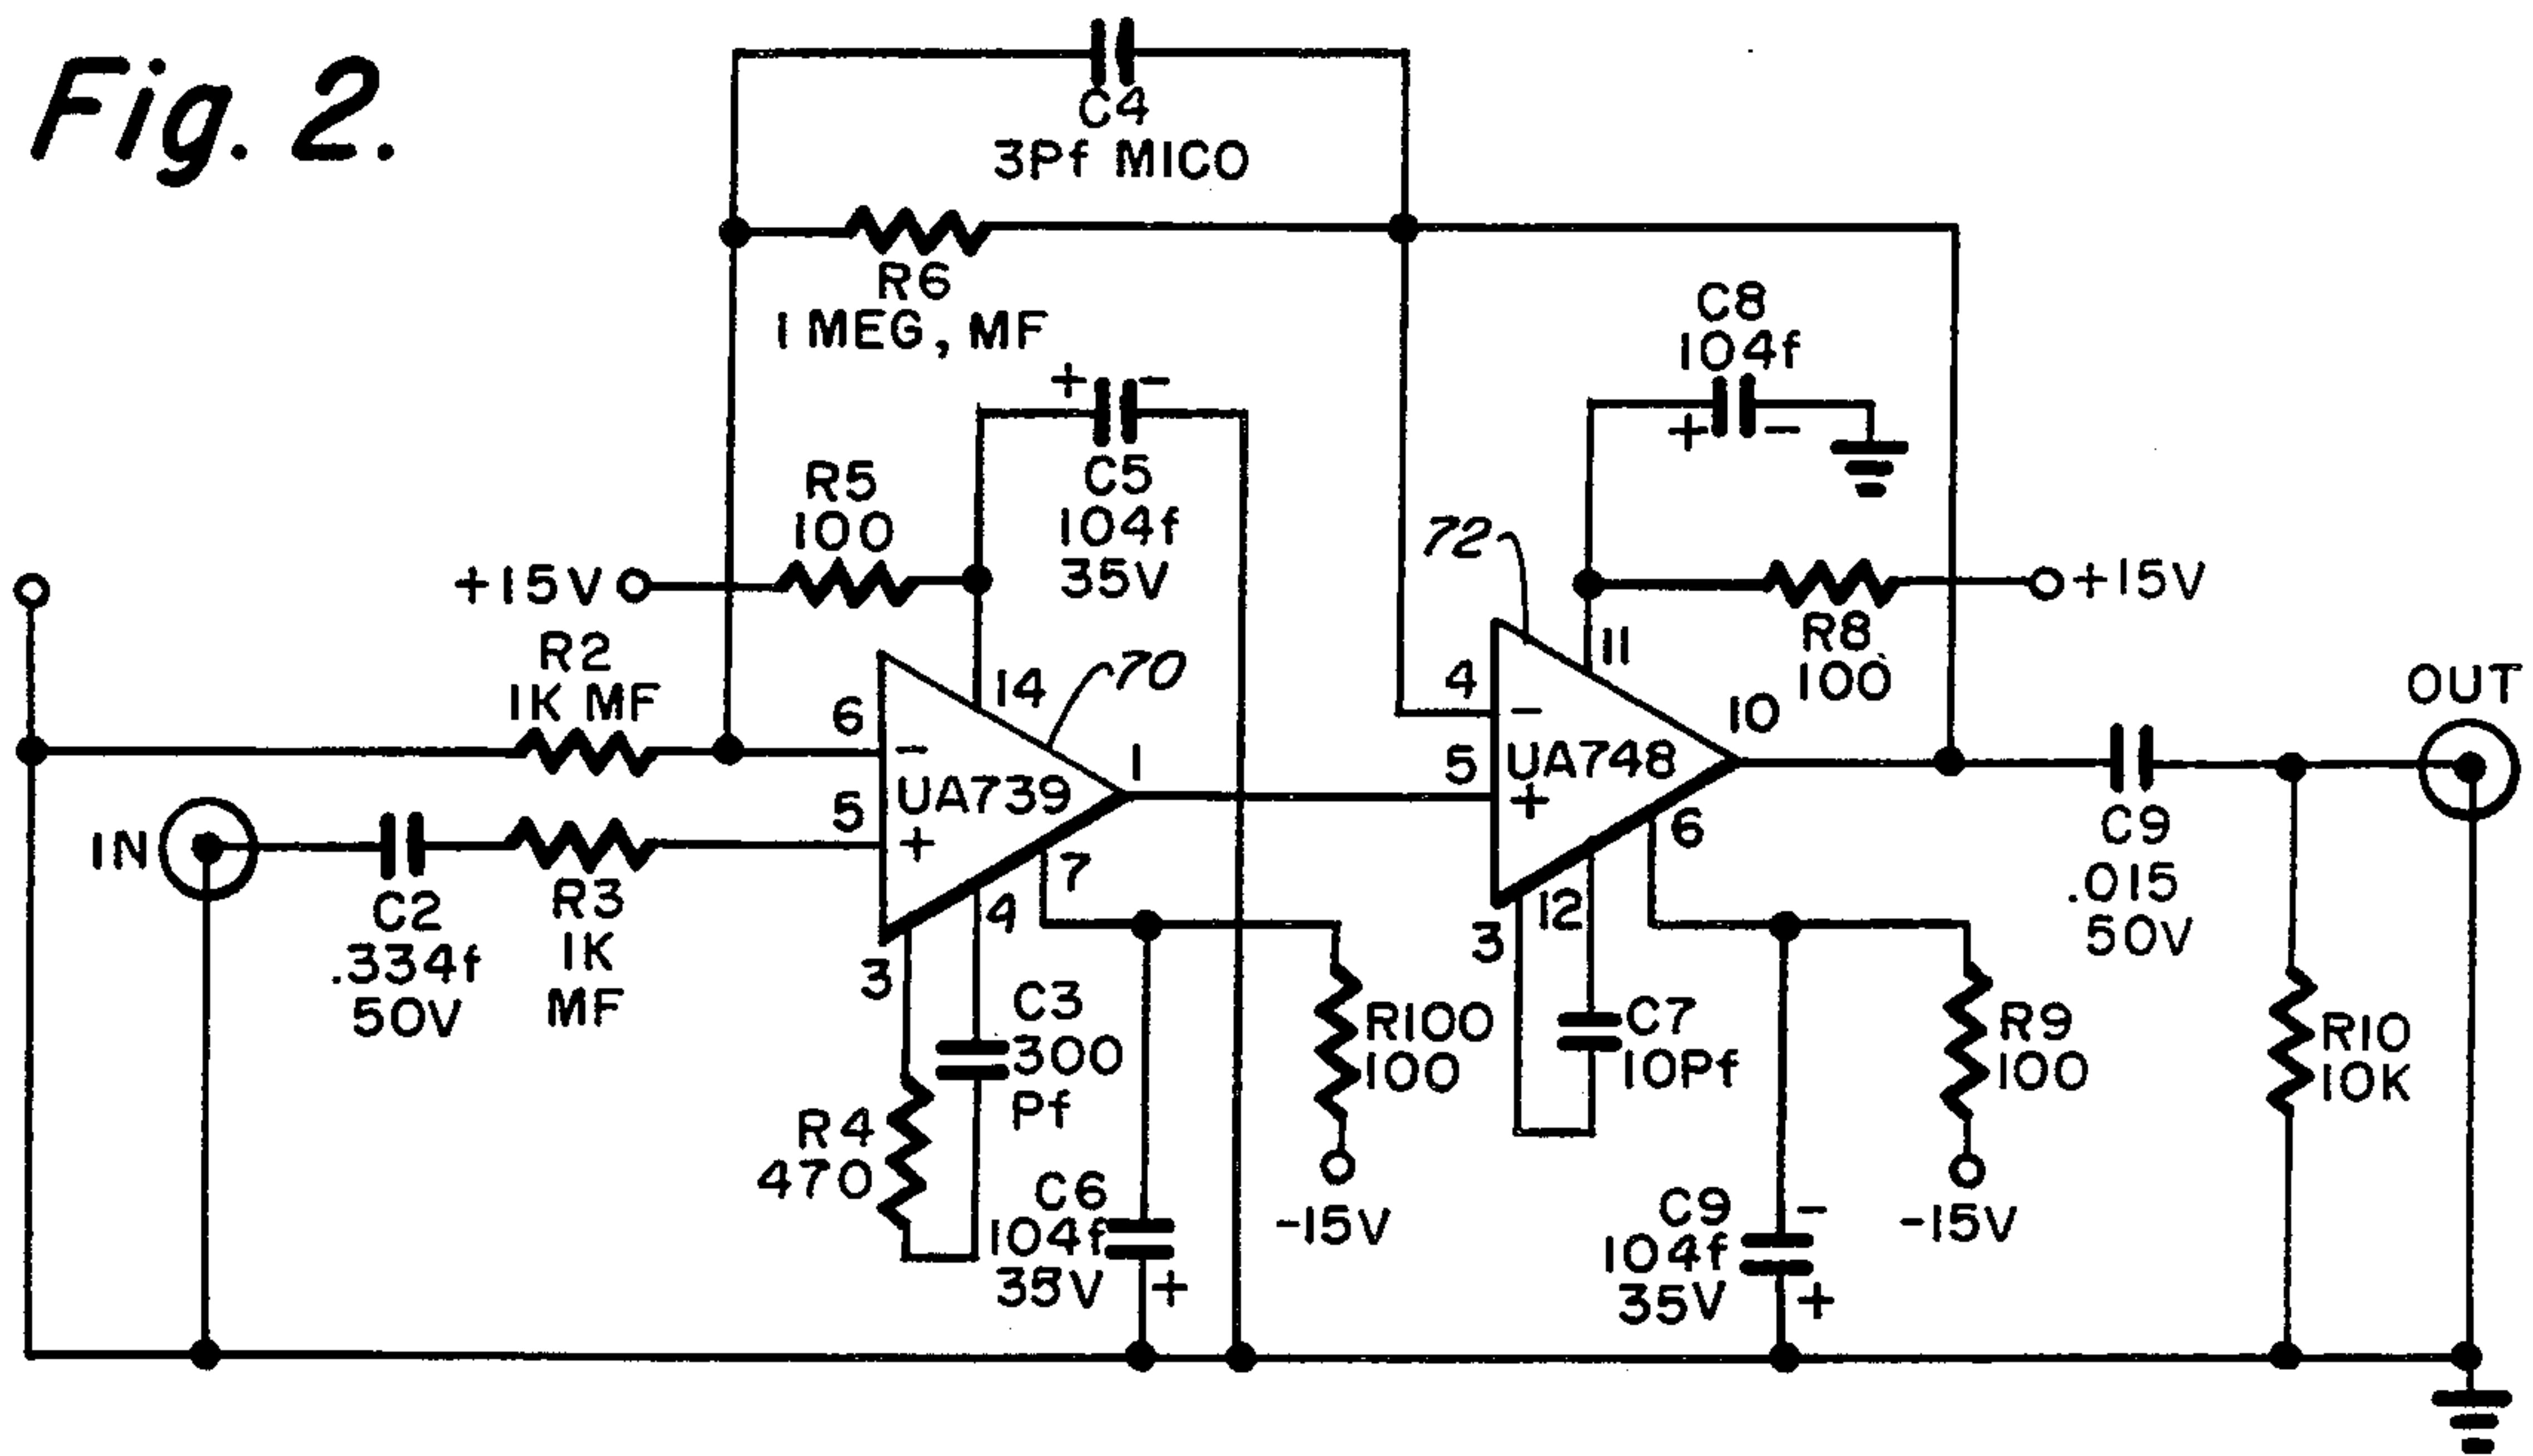 Fig. 2.
C4
3Pf MICO
R6
1 MEG, MF
C8
104f
+ -
+ -
C5
104f
35V
R5
100
+15V
72
+15V
R8
100
R2
1K MF
14
70
11
6
-
4
-
10
OUT
UA739
1
5
UA748
+
IN
5
+
7
6
C9
.015
50V
C2
.334f
50V
R3
1K
MF
3
4
3
12
C3
300
Pf
R100
100
C7
10Pf
R9
100
R10
10K
R4
470
C6
104f
35V
+
-15V
C9
104f
35V
-
+
-15V